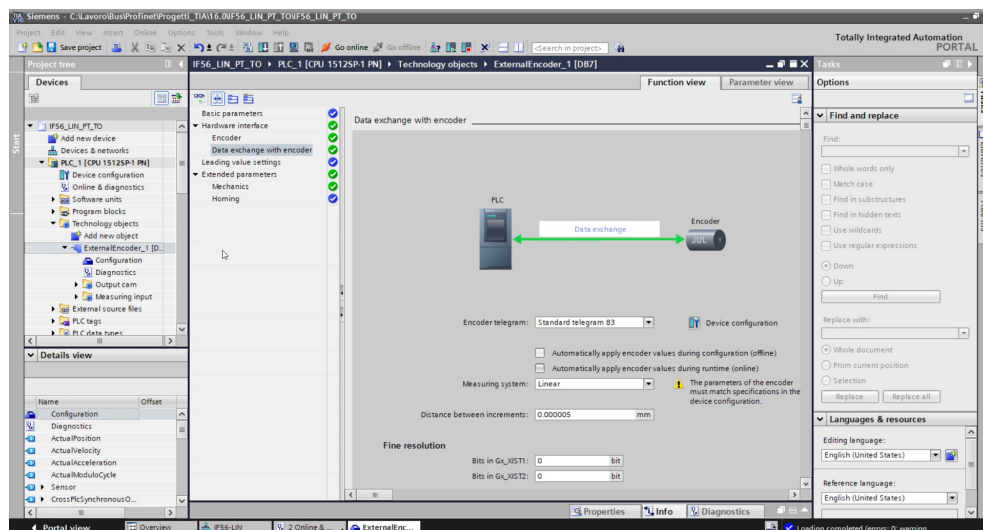 Siemens - C:\Lavoro\Bus\Profinet\Progetti_TIA\16.0\IF56_LIN_PT_TO\IF56_LIN_PT_TO
Project Edit View Insert Online Options Tools Window Help
Totally Integrated Automation
PORTAL
Save project
Go online
Go offline
<Search in project>
Project tree
IF56_LIN_PT_TO PLC_1 [CPU 1512SP-1 PN] Technology objects ExternalEncoder_1 [DB7]
Tasks
Devices
Function view
Parameter view
Options
Start
IF56_LIN_PT_TO
Add new device
Devices & networks
PLC_1 [CPU 1512SP-1 PN]
Device configuration
Online & diagnostics
Software units
Program blocks
Technology objects
Add new object
ExternalEncoder_1 [D..
Configuration
Diagnostics
Output cam
Measuring input
External source files
PLC tags
PLC data types
Details view
Name Offset
Configuration
Diagnostics
ActualPosition
ActualVelocity
ActualAcceleration
ActualModuloCycle
Sensor
CrossPlcSynchronousO...
Basic parameters
Hardware interface
Encoder
Data exchange with encoder
Leading value settings
Extended parameters
Mechanics
Homing
Data exchange with encoder
PLC
Data exchange
Encoder
Encoder telegram: Standard telegram 83
Device configuration
Automatically apply encoder values during configuration (offline)
Automatically apply encoder values during runtime (online)
Measuring system: Linear
The parameters of the encoder
must match specifications in the
device configuration.
Distance between increments: 0.000005 mm
Fine resolution
Bits in Gx_XIST1: 0 bit
Bits in Gx_XIST2: 0 bit
Properties
Info
Diagnostics
Find and replace
Find:
Whole words only
Match case
Find in substructures
Find in hidden texts
Use wildcards
Use regular expressions
Down
Up
Find
Replace with:
Whole document
From current position
Selection
Replace
Replace all
Languages & resources
Editing language:
English (United States)
Reference language:
English (United States)
Portal view
Overview
IF56-LIN
2 Online & ...
ExternalEnc...
Loading completed (errors: 0; warning